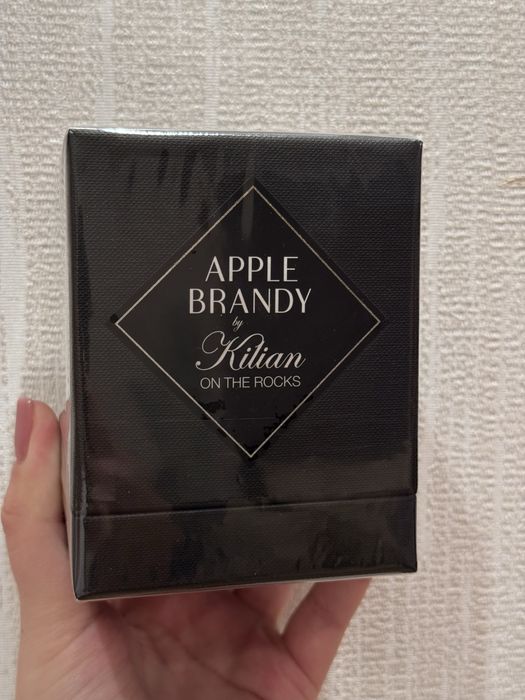 APPLE
BRANDY
by
Kilian
ON THE ROCKS